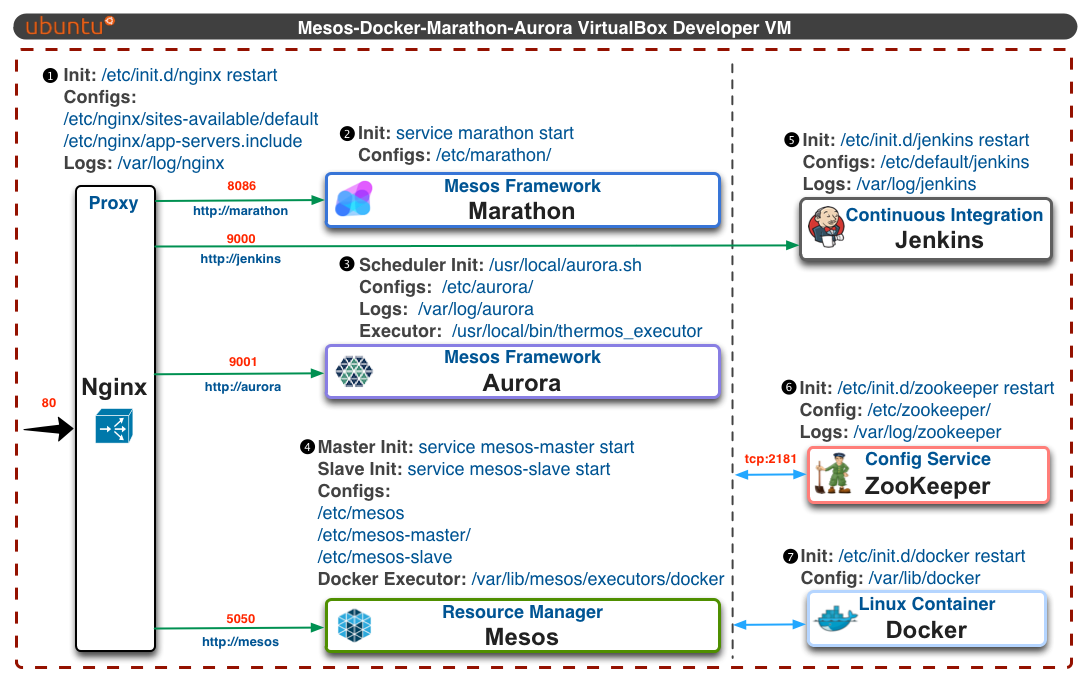 ubuntu
Mesos-Docker-Marathon-Aurora VirtualBox Developer VM
❶ Init: /etc/init.d/nginx restart
Configs:
/etc/nginx/sites-available/default
/etc/nginx/app-servers.include
Logs: /var/log/nginx
Proxy
Nginx
80
❷ Init: service marathon start
Configs: /etc/marathon/
8086
http://marathon
Mesos Framework
Marathon
9000
http://jenkins
❸ Scheduler Init: /usr/local/aurora.sh
Configs: /etc/aurora/
Logs: /var/log/aurora
Executor: /usr/local/bin/thermos_executor
9001
http://aurora
Mesos Framework
Aurora
❹ Master Init: service mesos-master start
Slave Init: service mesos-slave start
Configs:
/etc/mesos
/etc/mesos-master/
/etc/mesos-slave
Docker Executor: /var/lib/mesos/executors/docker
5050
http://mesos
Resource Manager
Mesos
❺ Init: /etc/init.d/jenkins restart
Configs: /etc/default/jenkins
Logs: /var/log/jenkins
Continuous Integration
Jenkins
❻ Init: /etc/init.d/zookeeper restart
Config: /etc/zookeeper/
Logs: /var/log/zookeeper
tcp:2181
Config Service
ZooKeeper
❼ Init: /etc/init.d/docker restart
Config: /var/lib/docker
Linux Container
Docker